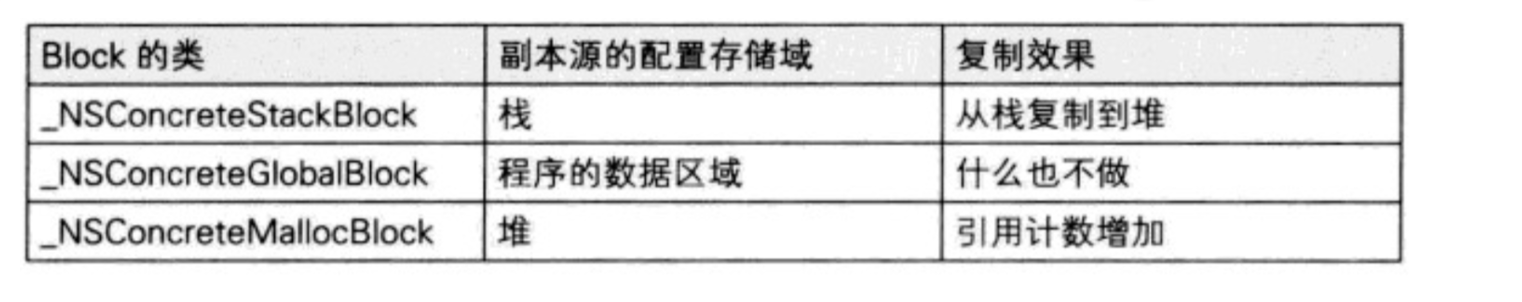 Block 的类 副本源的配置存储域 复制效果
_NSConcreteStackBlock 栈 从栈复制到堆
_NSConcreteGlobalBlock 程序的数据区域 什么也不做
_NSConcreteMallocBlock 堆 引用计数增加